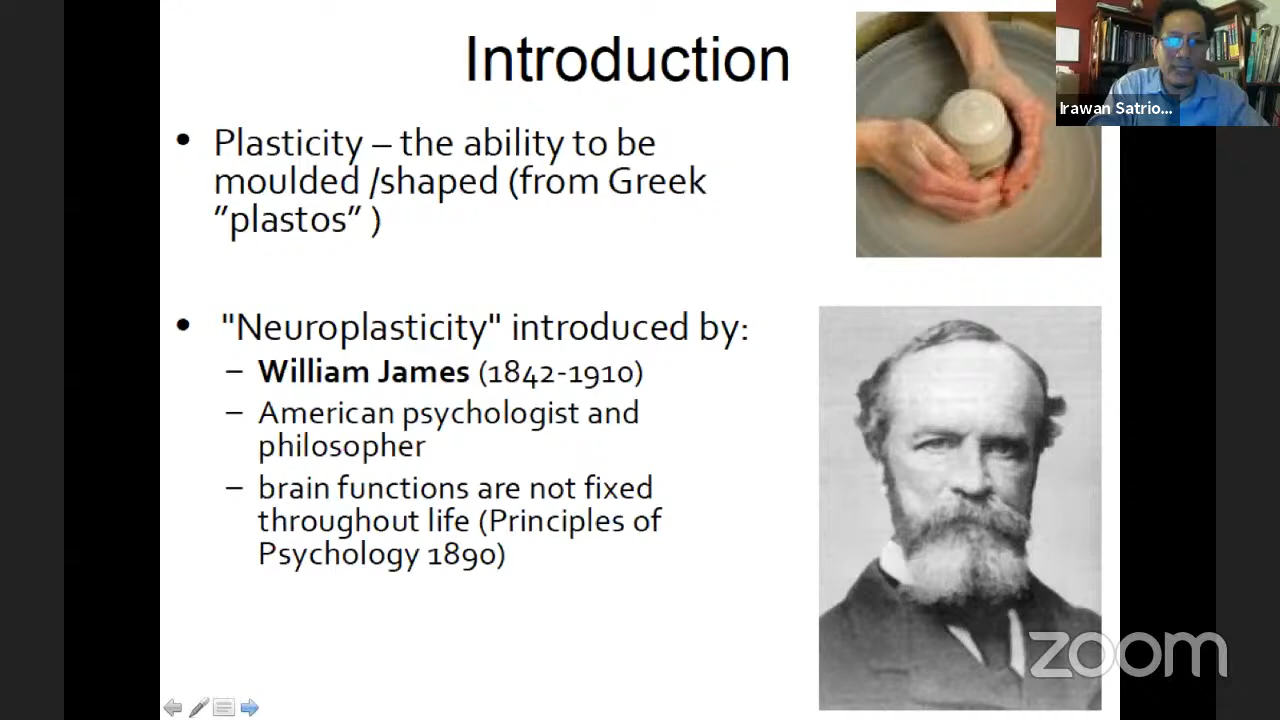 Introduction
Irawan Satrio...
• Plasticity – the ability to be
moulded /shaped (from Greek
”plastos” )
• "Neuroplasticity" introduced by:
– William James (1842-1910)
– American psychologist and
philosopher
– brain functions are not fixed
throughout life (Principles of
Psychology 1890)
zoom